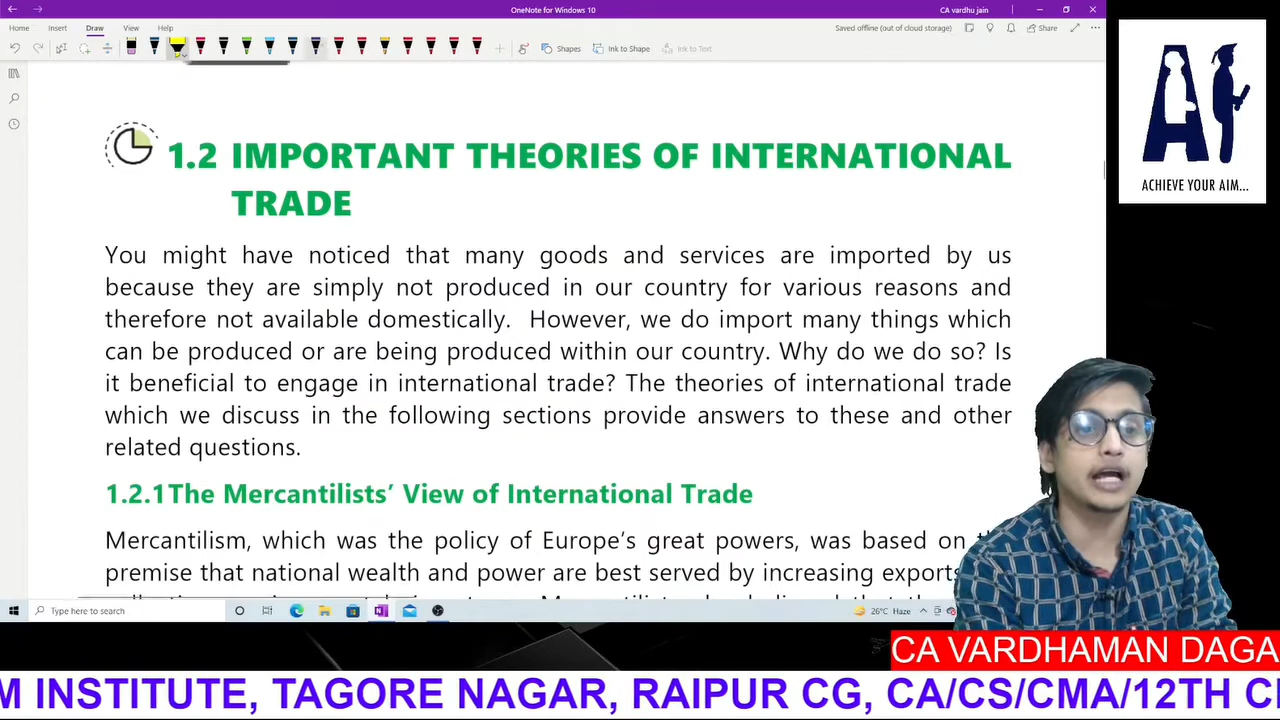 OneNote for Windows 10
CA vardhu jain
Home Insert Draw View Help
Saved offline (out of cloud storage)
Share
Shapes
Ink to Shape
Ink to Text
1.2 IMPORTANT THEORIES OF INTERNATIONAL
TRADE
You might have noticed that many goods and services are imported by us
because they are simply not produced in our country for various reasons and
therefore not available domestically. However, we do import many things which
can be produced or are being produced within our country. Why do we do so? Is
it beneficial to engage in international trade? The theories of international trade
which we discuss in the following sections provide answers to these and other
related questions.
1.2.1The Mercantilists’ View of International Trade
Mercantilism, which was the policy of Europe’s great powers, was based on
premise that national wealth and power are best served by increasing exports
Type here to search
26°C Haze
AI
ACHIEVE YOUR AIM...
CA VARDHAMAN DAGA
M INSTITUTE, TAGORE NAGAR, RAIPUR CG, CA/CS/CMA/12TH